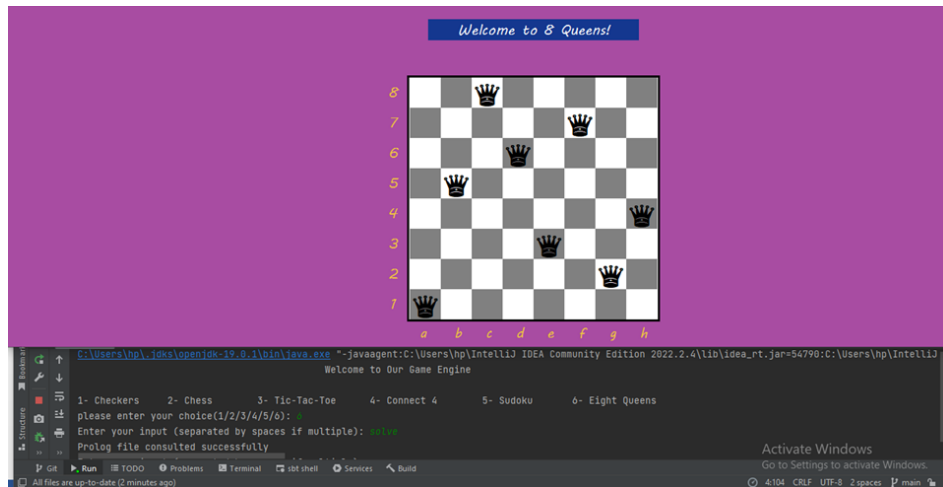 Welcome to 8 Queens!
8
7
6
5
4
3
2
1
a b c d e f g h
C:\Users\hp\.jdks\openjdk-19.0.1\bin\java.exe "-javaagent:C:\Users\hp\IntelliJ IDEA Community Edition 2022.2.4\lib\idea_rt.jar=54790:C:\Users\hp\IntelliJ
Welcome to Our Game Engine
1- Checkers 2- Chess 3- Tic-Tac-Toe 4- Connect 4 5- Sudoku 6- Eight Queens
please enter your choice(1/2/3/4/5/6): 6
Enter your input (separated by spaces if multiple): solve
Prolog file consulted successfully
Bookmar
Structure
Activate Windows
Go to Settings to activate Windows.
Git Run TODO Problems Terminal sbt shell Services Build
All files are up-to-date (2 minutes ago) 4:104 CRLF UTF-8 2 spaces main